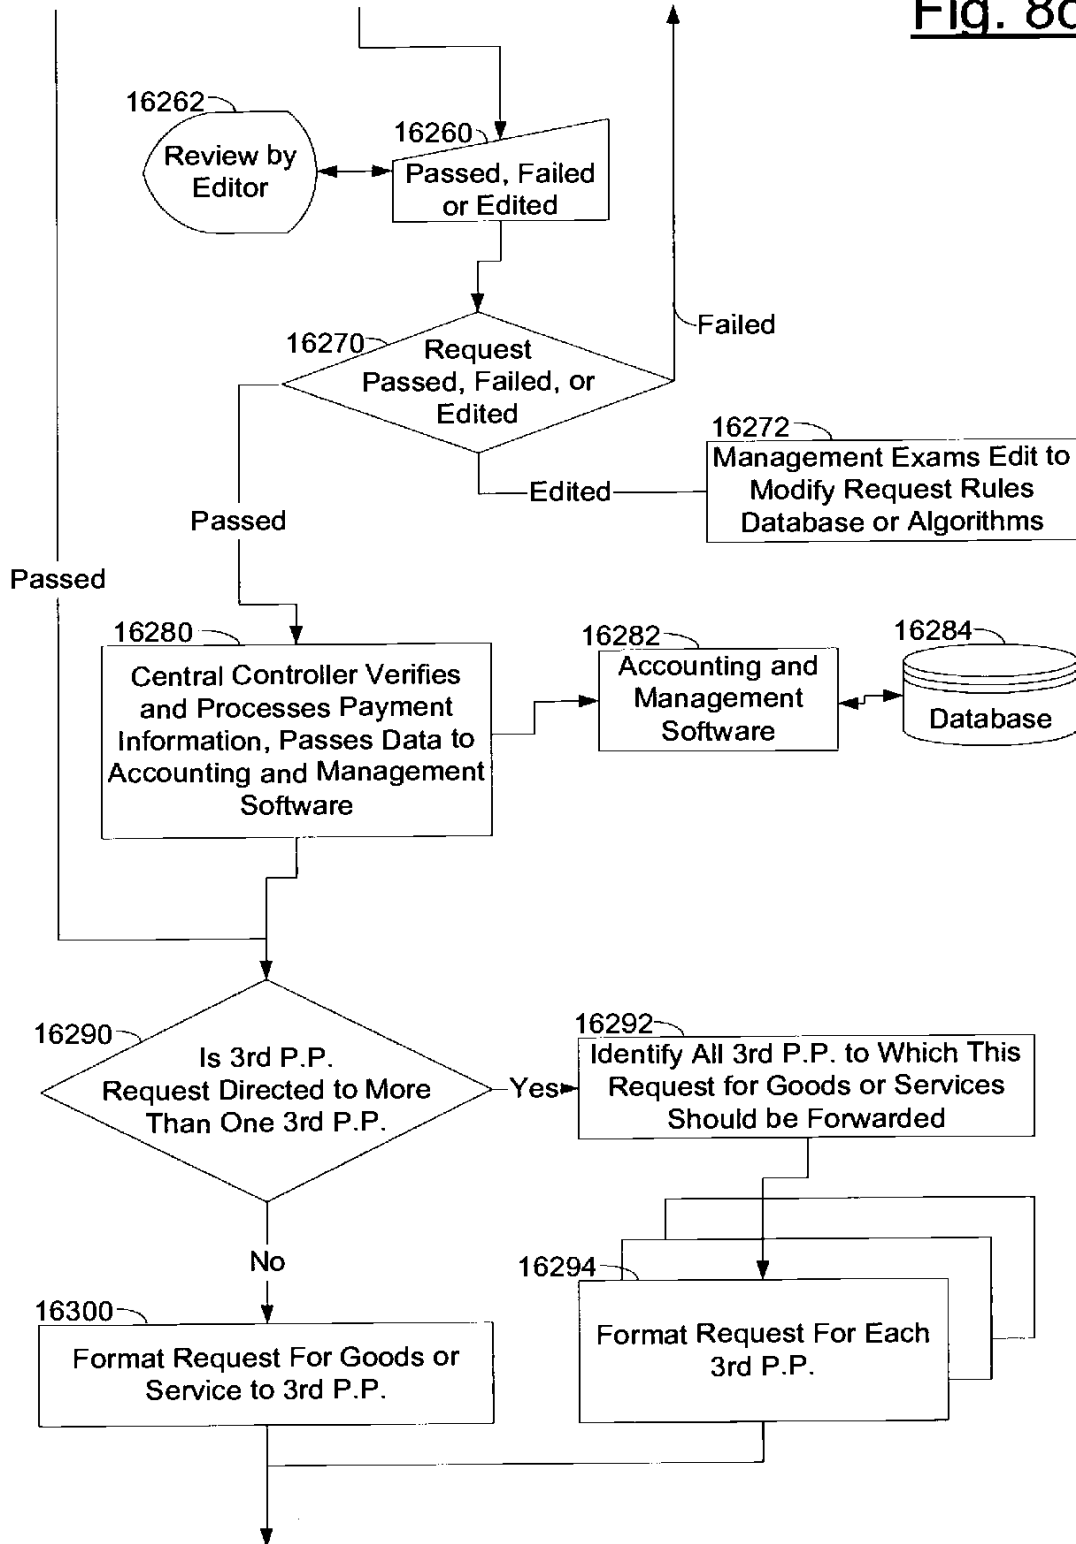 Fig. 8c
16262
Review by
Editor
16260
Passed, Failed
or Edited
Failed
16270
Request
Passed, Failed, or
Edited
16272
Management Exams Edit to
Modify Request Rules
Database or Algorithms
Edited
Passed
Passed
16280
Central Controller Verifies
and Processes Payment
Information, Passes Data to
Accounting and Management
Software
16282
Accounting and
Management
Software
16284
Database
16290
Is 3rd P.P.
Request Directed to More
Than One 3rd P.P.
Yes
16292
Identify All 3rd P.P. to Which This
Request for Goods or Services
Should be Forwarded
No
16294
Format Request For Each
3rd P.P.
16300
Format Request For Goods or
Service to 3rd P.P.